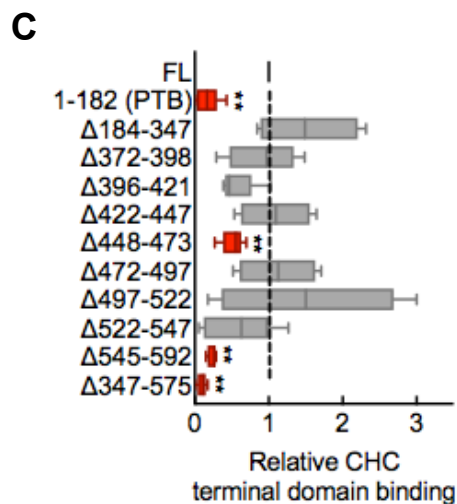 C
FL
1-182 (PTB)
**
Δ184-347
Δ372-398
Δ396-421
Δ422-447
Δ448-473
**
Δ472-497
Δ497-522
Δ522-547
Δ545-592
**
Δ347-575
**
0 1 2 3
Relative CHC
terminal domain binding